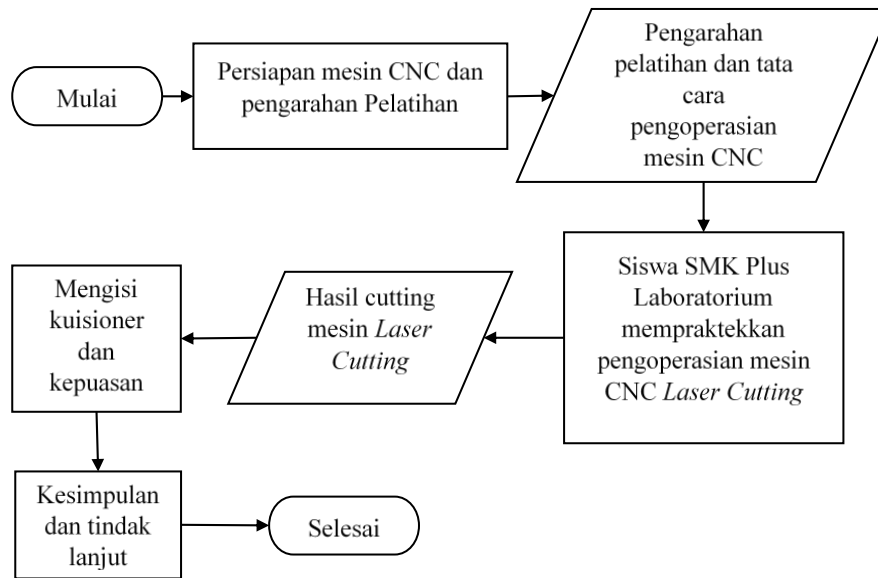 Mulai
Persiapan mesin CNC dan
pengarahan Pelatihan
Pengarahan
pelatihan dan tata
cara
pengoperasian
mesin CNC
Siswa SMK Plus
Laboratorium
mempraktekkan
pengoperasian mesin
CNC Laser Cutting
Hasil cutting
mesin Laser
Cutting
Mengisi
kuisioner
dan
kepuasan
Kesimpulan
dan tindak
lanjut
Selesai